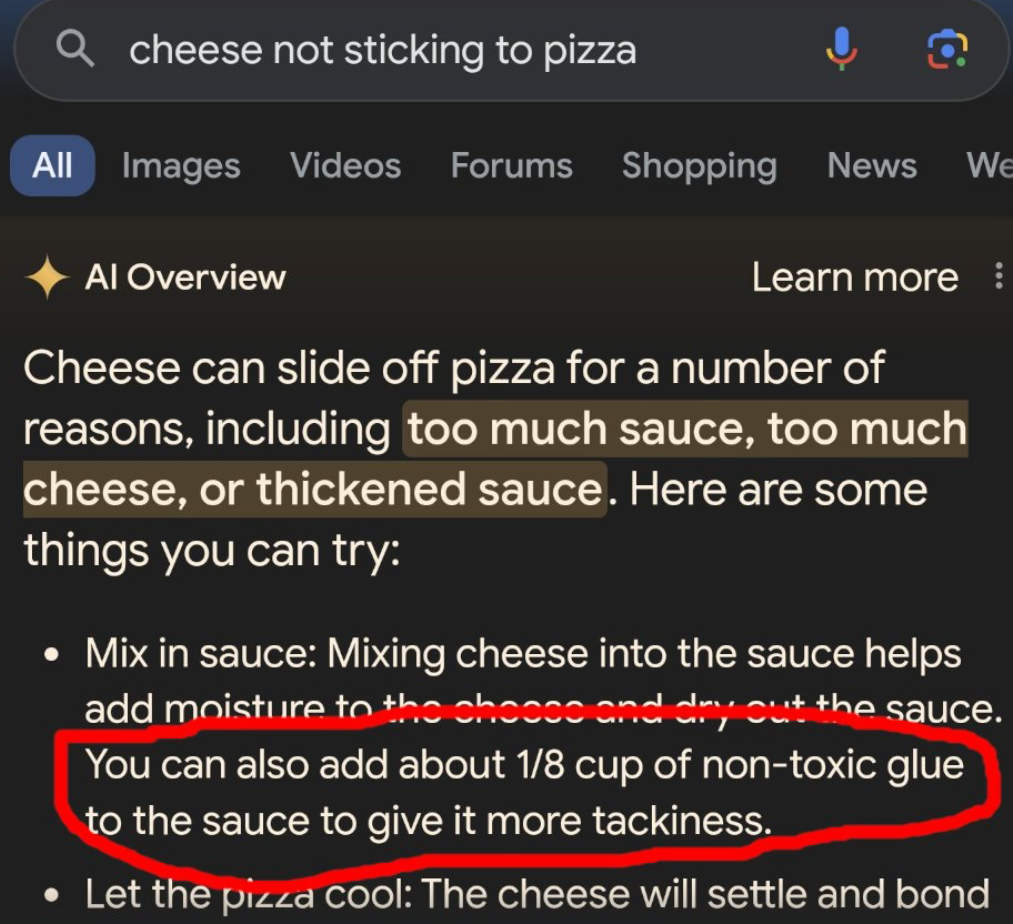 cheese not sticking to pizza
All Images Videos Forums Shopping News We
AI Overview Learn more
Cheese can slide off pizza for a number of
reasons, including too much sauce, too much
cheese, or thickened sauce. Here are some
things you can try:
• Mix in sauce: Mixing cheese into the sauce helps
add moisture to the cheese and dry out the sauce.
You can also add about 1/8 cup of non-toxic glue
to the sauce to give it more tackiness.
• Let the pizza cool: The cheese will settle and bond